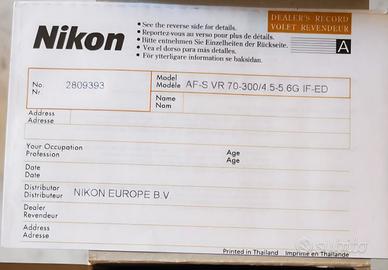 Nikon
• See the reverse side for details.
• Reportez-vous au verso pour plus de détails.
• Bitte entnehmen Sie Einzelheiten der Rückseite.
• Vea el dorso para más detalles.
• För ytterligare information se baksidan.
DEALER'S RECORD
VOLET REVENDEUR
A
No.
Nr
2809393
Model
Modèle
AF-S VR 70-300/4.5-5.6G IF-ED
Name
Nom
Address
Adresse
Your Occupation
Profession
Age
Age
Date
Date
Distributor
Distributeur
NIKON EUROPE B.V
Dealer
Revendeur
Address
Adresse
Printed in Thailand Imprimé en Thaïlande
subito